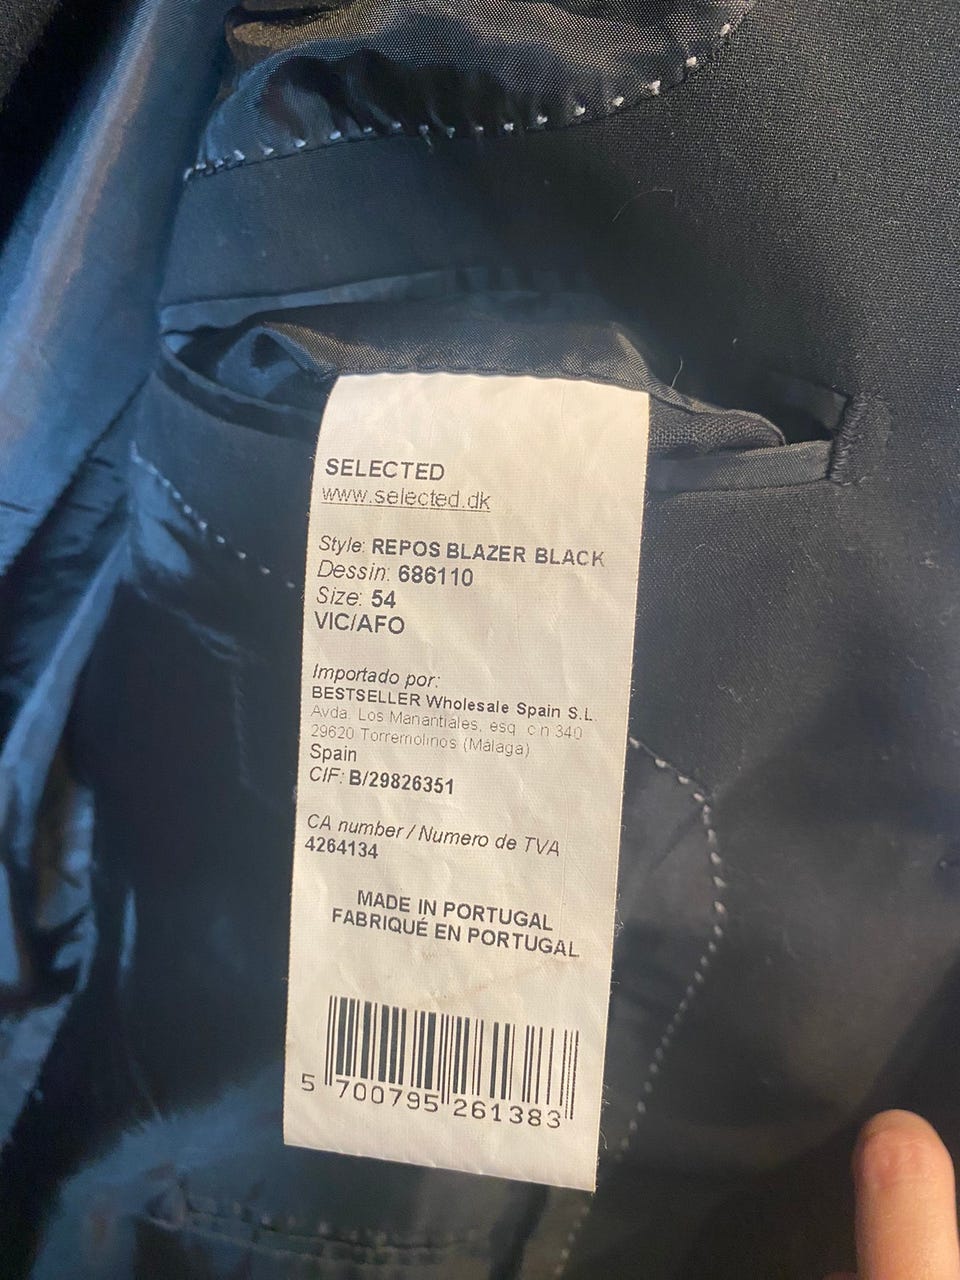 SELECTED
www.selected.dk
Style: REPOS BLAZER BLACK
Dessin: 686110
Size: 54
VIC/AFO
Importado por:
BESTSELLER Wholesale Spain S.L.
Avda. Los Manantiales, esq. c n 340
29620 Torremolinos (Malaga)
Spain
CIF: B/29826351
CA number / Numero de TVA
4264134
MADE IN PORTUGAL
FABRIQUÉ EN PORTUGAL
5 700795 261383